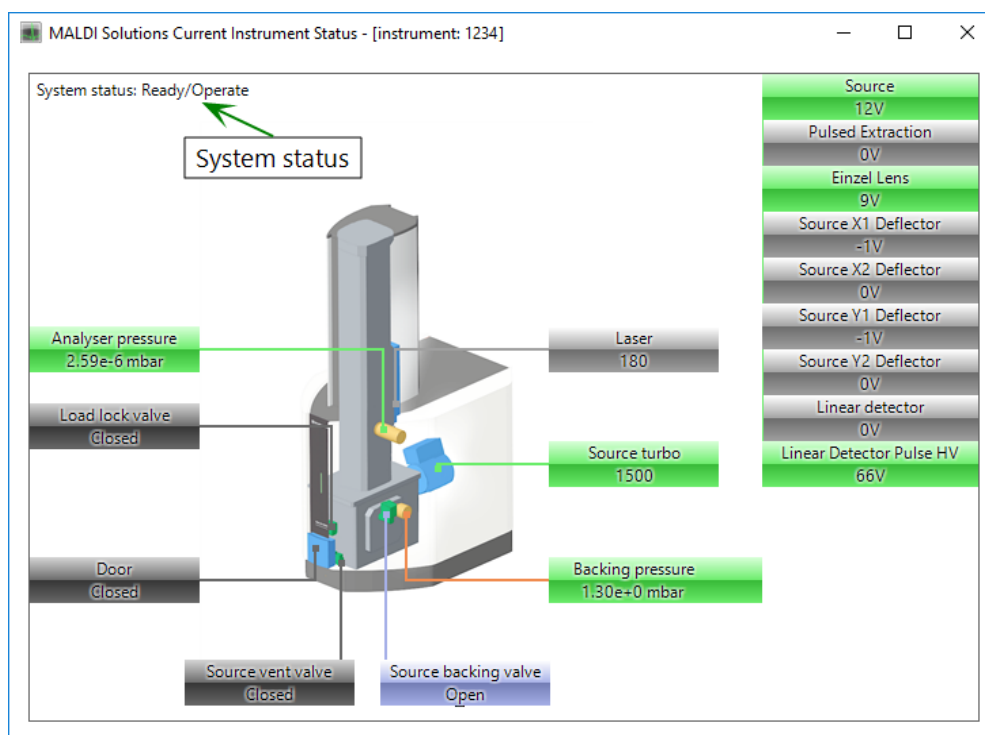 MALDI Solutions Current Instrument Status - [instrument: 1234]
System status: Ready/Operate
System status
Source
12V
Pulsed Extraction
0V
Einzel Lens
9V
Source X1 Deflector
-1V
Source X2 Deflector
0V
Source Y1 Deflector
-1V
Source Y2 Deflector
0V
Linear detector
0V
Linear Detector Pulse HV
66V
Analyser pressure
2.59e-6 mbar
Laser
180
Load lock valve
Closed
Source turbo
1500
Door
Closed
Backing pressure
1.30e+0 mbar
Source vent valve
Closed
Source backing valve
Open